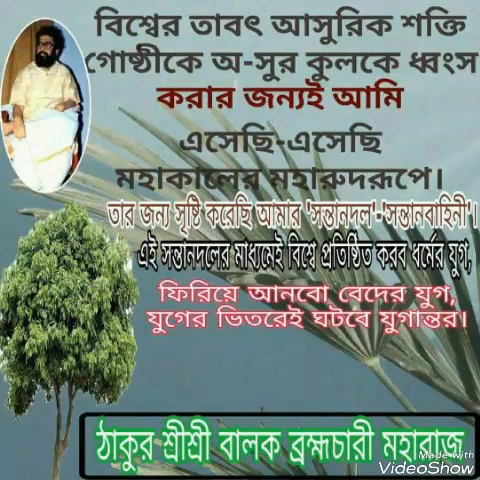 বিশ্বের তাবৎ আসুরিক শক্তি
গোষ্ঠীকে অ-সুর কুলকে ধ্বংস
করার জন্যই আমি
এসেছি-এসেছি
মহাকালের মহারুদরূপে।
তার জন্য সৃষ্টি করেছি আমার 'সন্তানদল'-'সন্তানবাহিনী'।
এই সন্তানদলের মাধ্যমেই বিশ্বে প্রতিষ্ঠিত করব ধর্মের যুগ,
ফিরিয়ে আনবো বেদের যুগ,
যুগের ভিতরেই ঘটবে যুগান্তর।
ঠাকুর শ্রীশ্রী বালক ব্রহ্মচারী মহারাজ
Made with
VideoShow